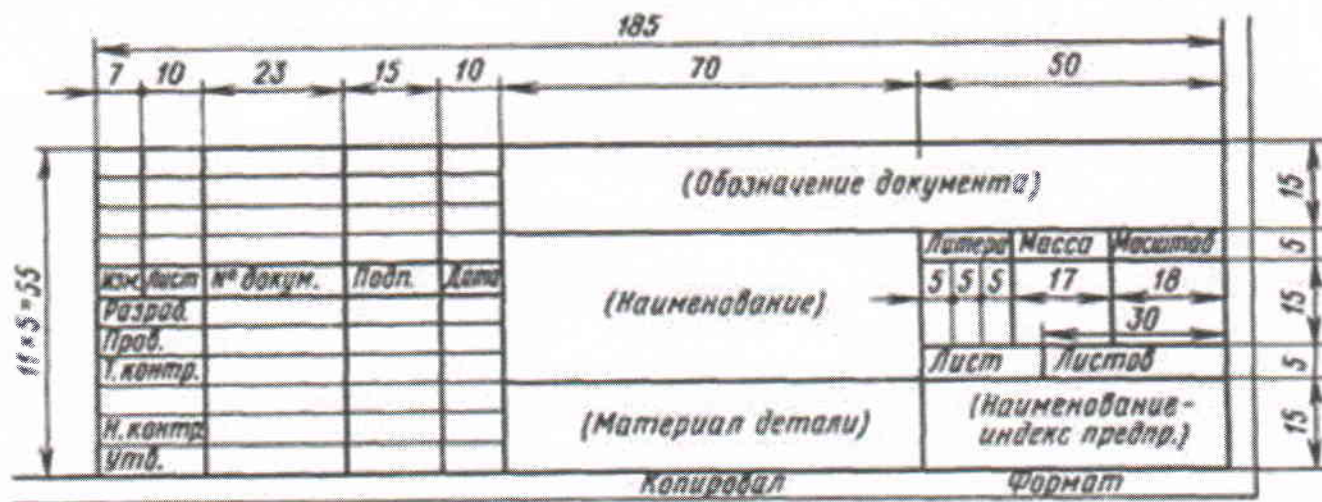 185
7 10 23 15 10 70 50
(Обозначение документа)
15
Литера Масса Масштаб
5
Изм. Лист № докум. Подп. Дата
5 5 5 17 18
15
11×5=55
Разраб.
(Наименование)
30
Пров.
Т. контр.
Лист Листов
5
(Материал детали)
(Наименование-
индекс предпр.)
15
Н. контр.
Утв.
Копировал Формат